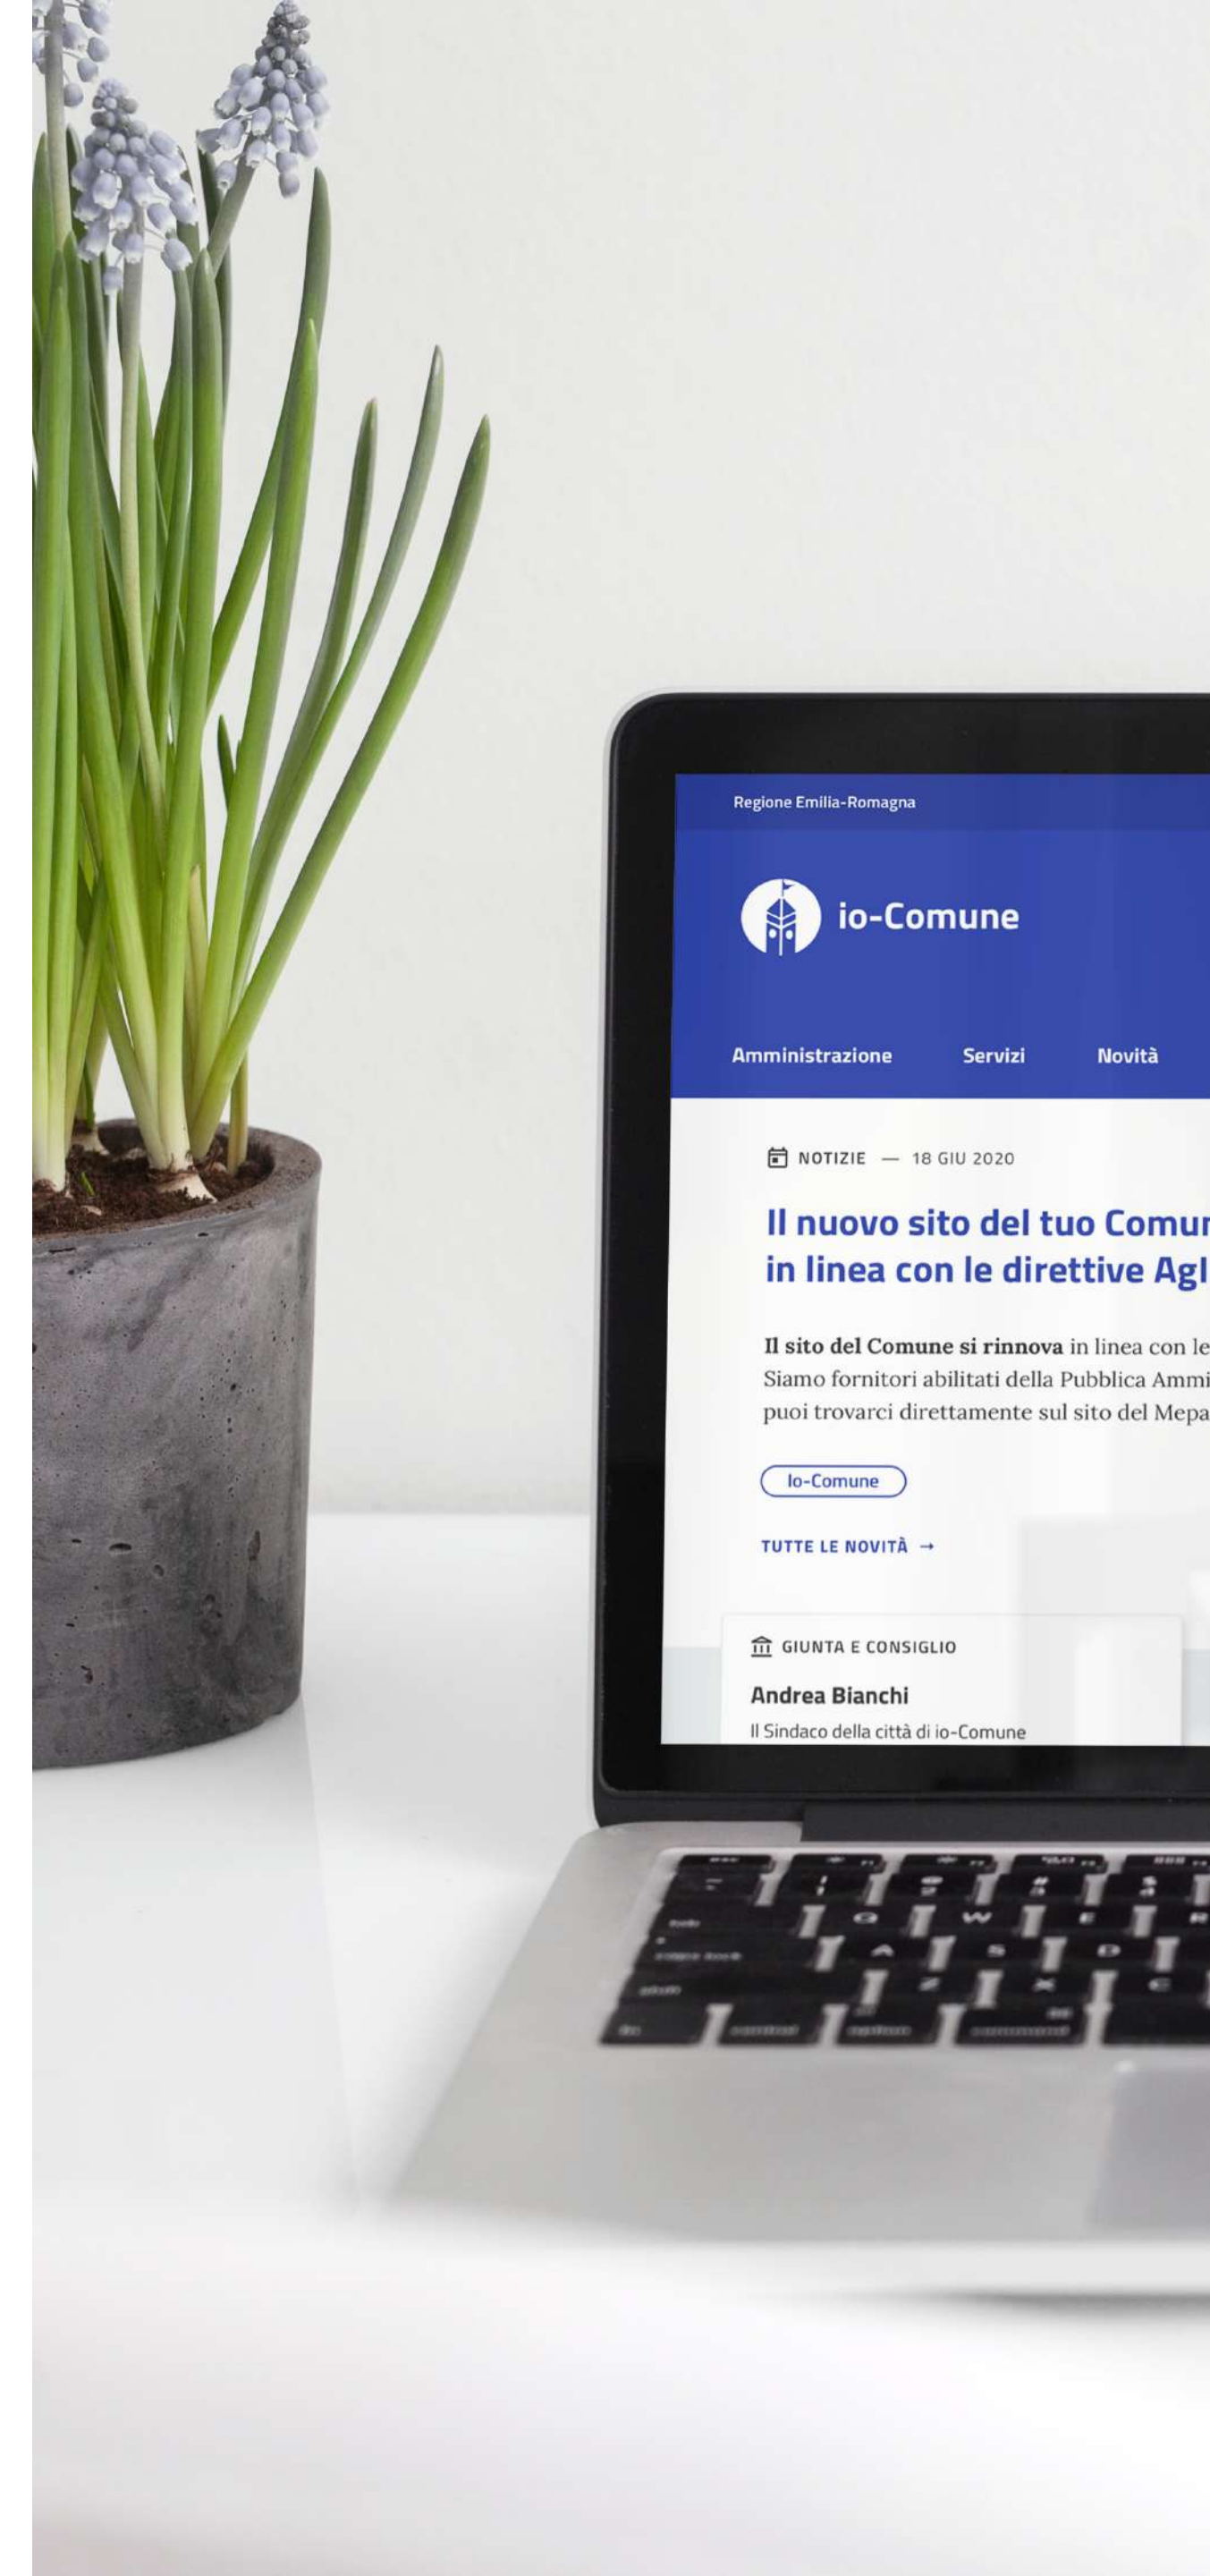 Regione Emilia-Romagna
io-Comune
Amministrazione Servizi Novità
NOTIZIE — 18 GIU 2020
Il nuovo sito del tuo Comun
in linea con le direttive AgI
Il sito del Comune si rinnova in linea con le
Siamo fornitori abilitati della Pubblica Ammi
puoi trovarci direttamente sul sito del Mepa
Io-Comune
TUTTE LE NOVITÀ →
GIUNTA E CONSIGLIO
Andrea Bianchi
Il Sindaco della città di io-Comune
Q W E R
A S D
Z X C